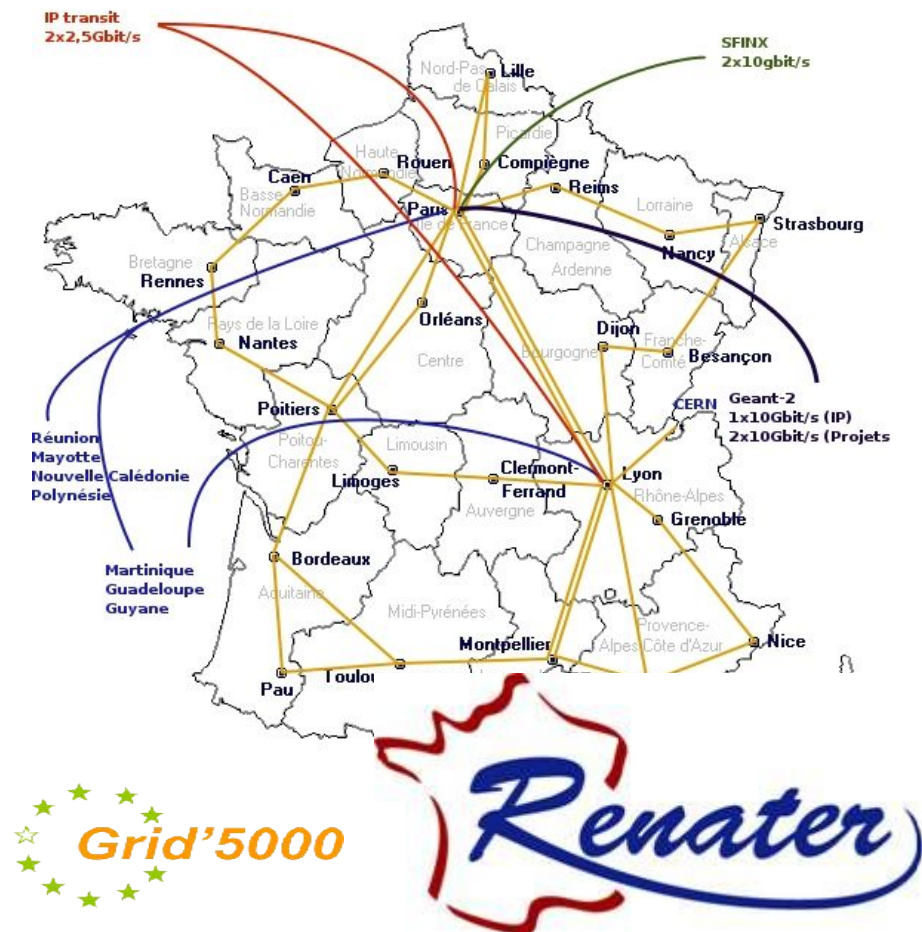 IP transit
2x2,5Gbit/s
SFINX
2x10gbit/s
Nord-Pas
de Calais
Lille
Picardie
Haute
Normandie
Rouen
Compiègne
Caen
Basse
Normandie
Reims
Paris
Ile de France
Lorraine
Strasbourg
Nancy
Alsace
Champagne
Ardenne
Bretagne
Rennes
Orléans
Pays de la Loire
Nantes
Dijon
Bourgogne
Franche-
Comté
Besançon
Centre
Poitiers
CERN
Geant-2
1x10Gbit/s (IP)
2x10Gbit/s (Projets
Réunion
Mayotte
Nouvelle Calédonie
Polynésie
Poitou-
Charentes
Limousin
Limoges
Clermont-
Ferrand
Auvergne
Lyon
Rhône-Alpes
Grenoble
Bordeaux
Martinique
Guadeloupe
Guyane
Aquitaine
Midi-Pyrénées
Montpellier
Provence-
Alpes Côte d'Azur
Nice
Pau
Toulou
Grid'5000
Renater